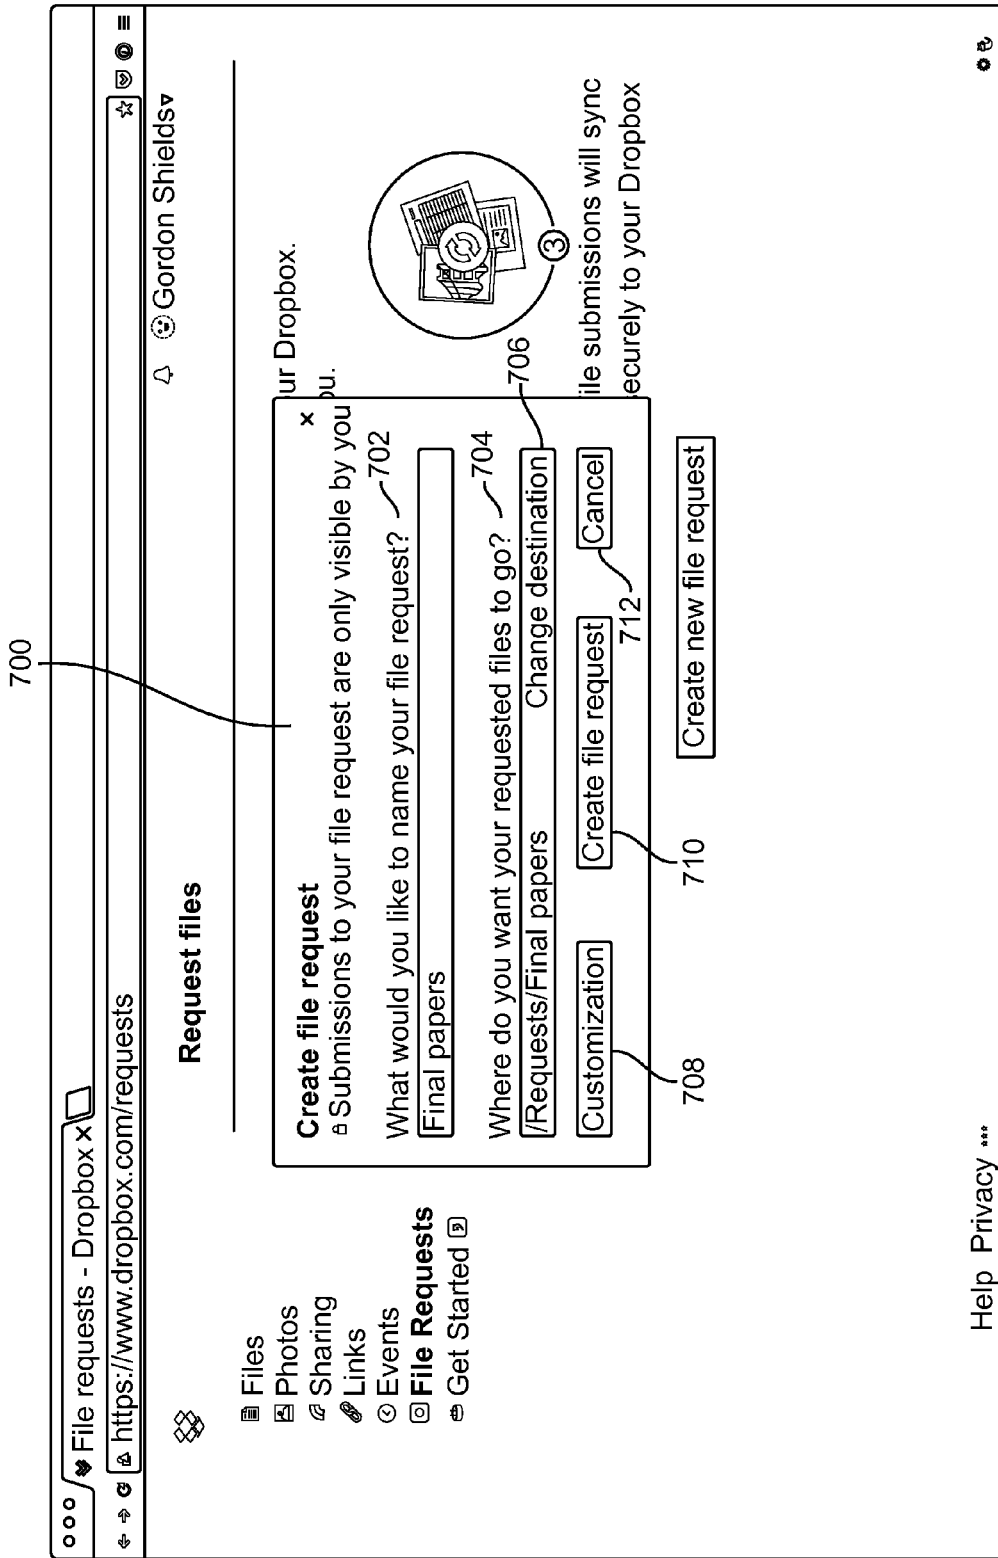 700
File requests - Dropbox X
https://www.dropbox.com/requests
Gordon Shields
Request files
Files
Photos
Sharing
Links
Events
File Requests
Get Started
ur Dropbox.
ou.
Create file request
x
Submissions to your file request are only visible by you
What would you like to name your file request?
702
Final papers
Where do you want your requested files to go?
704
706
/Requests/Final papers Change destination
Customization Create file request Cancel
708
710
712
3
ile submissions will sync
ecurely to your Dropbox
Create new file request
Help Privacy